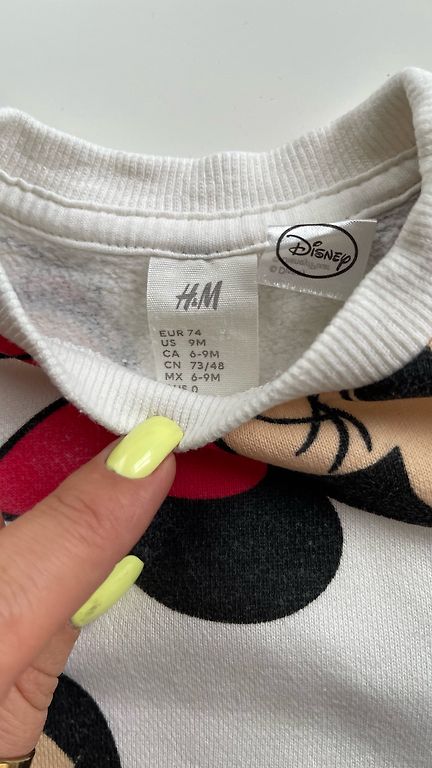 H&M
EUR 74
US 9M
CA 6-9M
CN 73/48
MX 6-9M
Disney